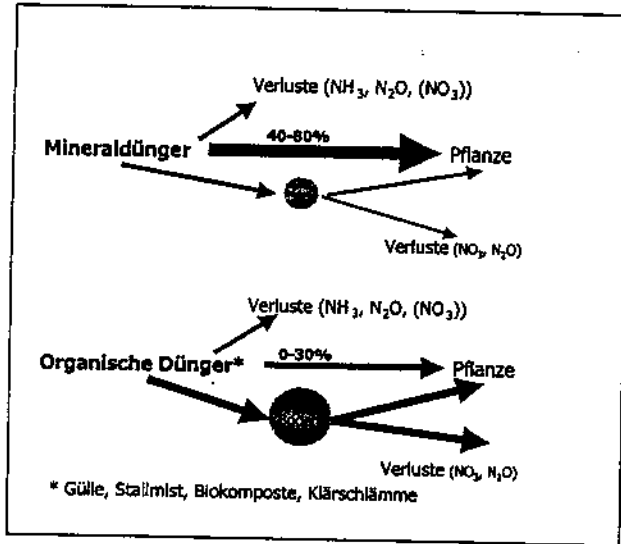 Verluste (NH₃, N₂O, (NO₃))
40-80%
Mineraldünger
Pflanze
Verluste (NO₃, N₂O)
Verluste (NH₃, N₂O, (NO₃))
0-30%
Organische Dünger*
Pflanze
Verluste (NO₃, N₂O)
* Gülle, Stallmist, Biokomposte, Klärschlämme